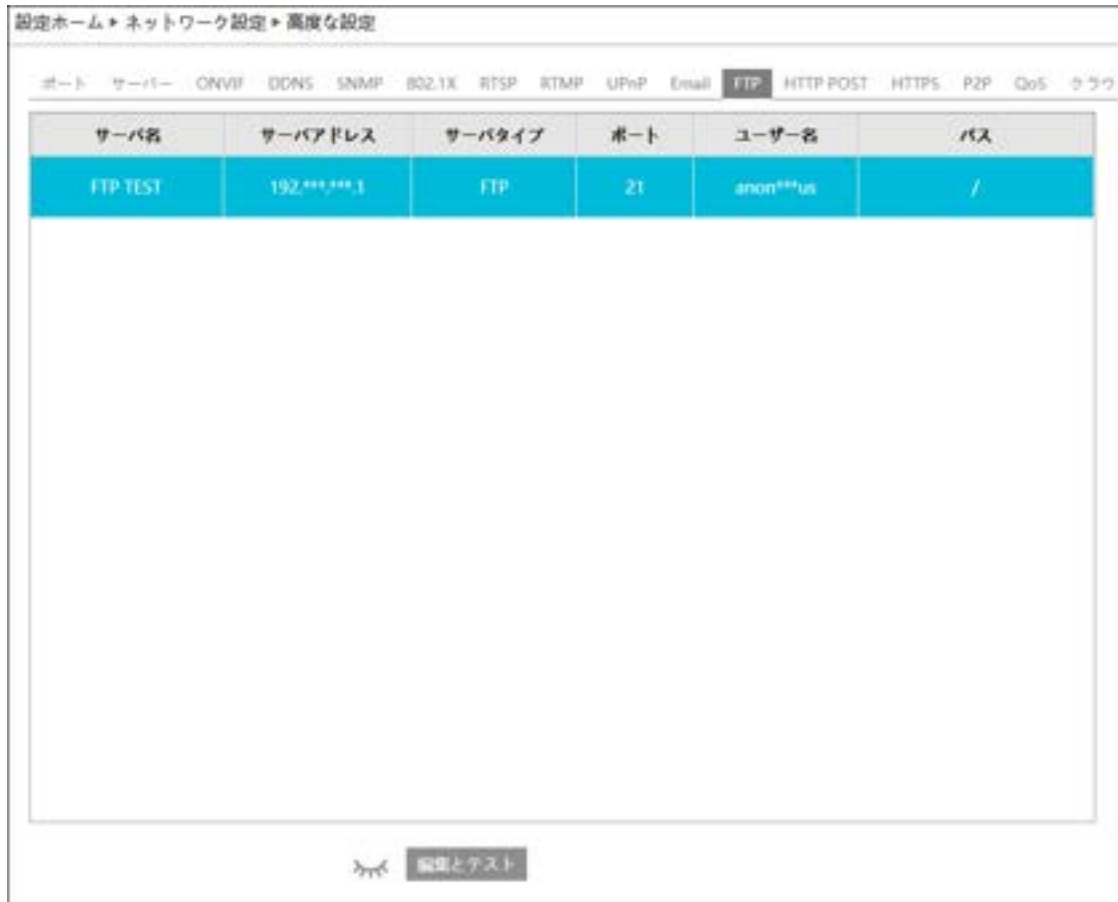 設定ホーム ▶ ネットワーク設定 ▶ 高度な設定
ポート サーバー ONVIF DDNS SNMP 802.1X RTSP RTMP UPnP Email FTP HTTP POST HTTPS P2P QoS クラウ
サーバ名 サーバアドレス サーバタイプ ポート ユーザー名 パス
FTP TEST 192.***.***.1 FTP 21 anon***us /
編集とテスト